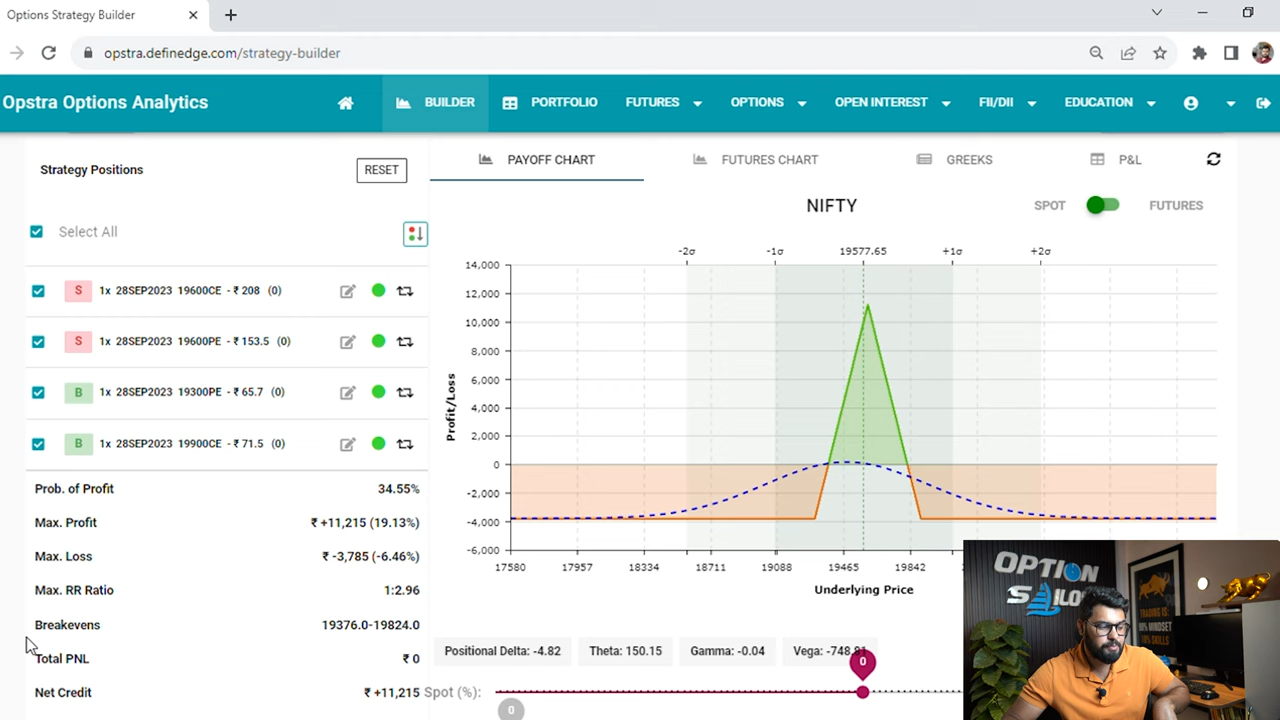 Options Strategy Builder
opstra.definedge.com/strategy-builder
Opstra Options Analytics
BUILDER
PORTFOLIO
FUTURES
OPTIONS
OPEN INTEREST
FII/DII
EDUCATION
Strategy Positions
RESET
Select All
S 1x 28SEP2023 19600CE - ₹ 208 (0)
S 1x 28SEP2023 19600PE - ₹ 153.5 (0)
B 1x 28SEP2023 19300PE - ₹ 65.7 (0)
B 1x 28SEP2023 19900CE - ₹ 71.5 (0)
Prob. of Profit 34.55%
Max. Profit ₹ +11,215 (19.13%)
Max. Loss ₹ -3,785 (-6.46%)
Max. RR Ratio 1:2.96
Breakevens 19376.0-19824.0
Total PNL ₹ 0
Net Credit ₹ +11,215
PAYOFF CHART
FUTURES CHART
GREEKS
P&L
NIFTY
SPOT
FUTURES
-2σ -1σ 19577.65 +1σ +2σ
14,000
12,000
10,000
8,000
6,000
4,000
2,000
0
-2,000
-4,000
-6,000
Profit/Loss
17580 17957 18334 18711 19088 19465 19842
Underlying Price
Positional Delta: -4.82
Theta: 150.15
Gamma: -0.04
Vega: -748.81
0
Spot (%):
0
OPTION
TRADING IS: